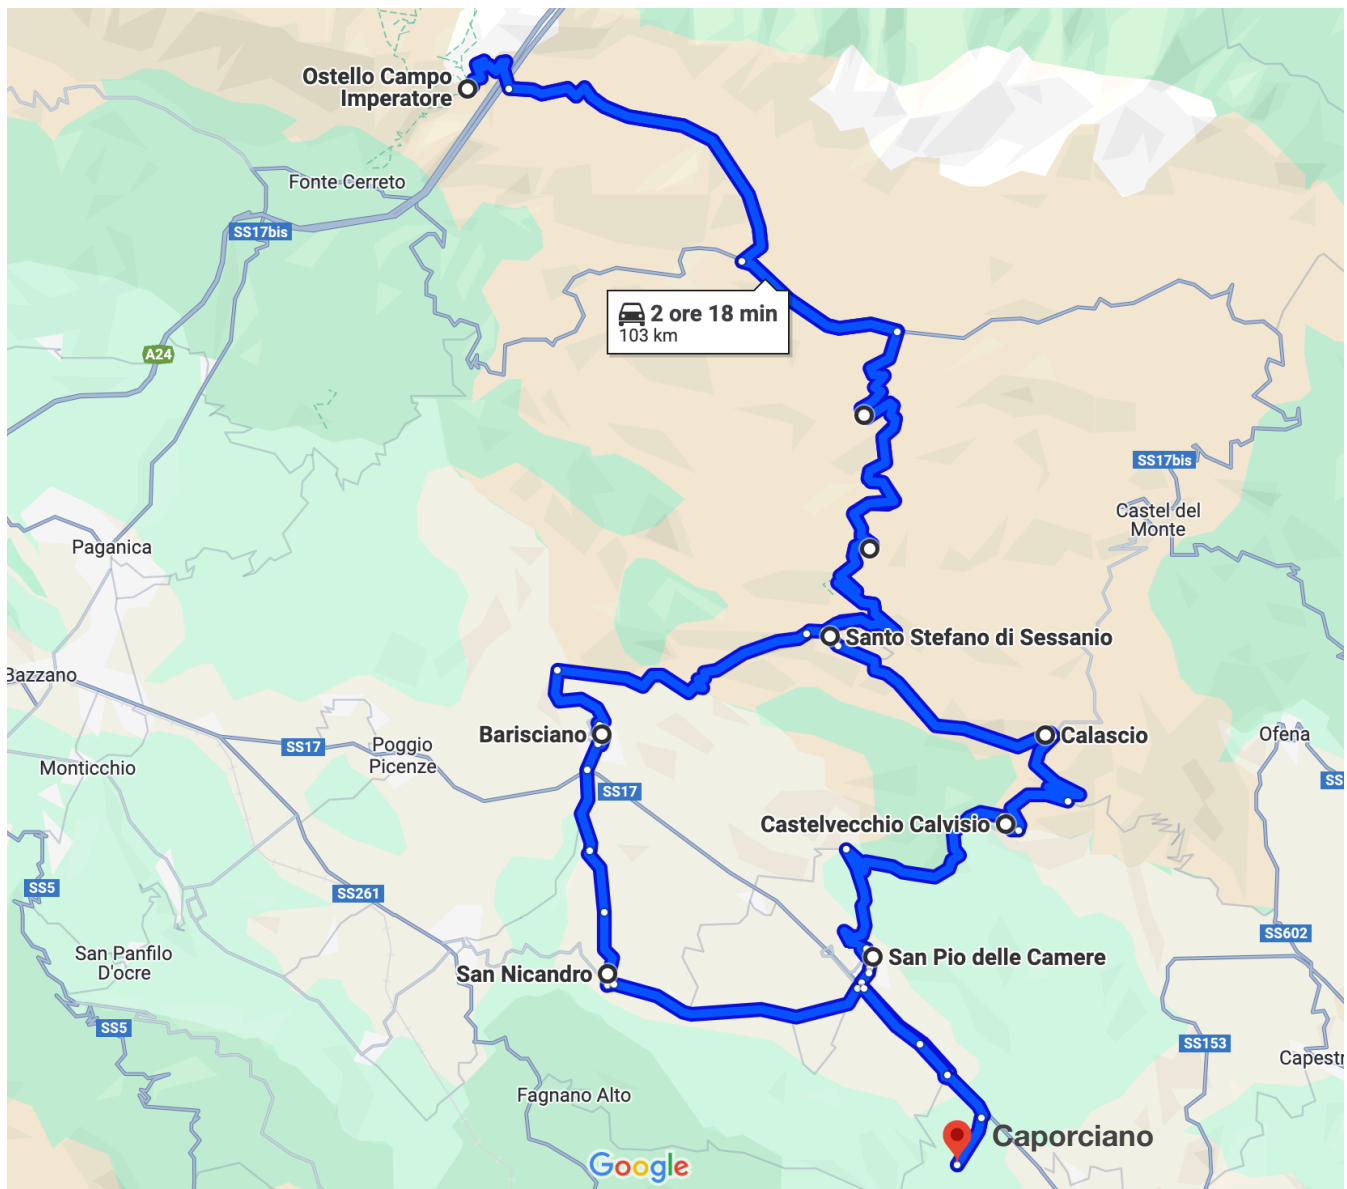 Ostello Campo
Imperatore
Fonte Cerreto
SS17bis
2 ore 18 min
103 km
A24
SS17bis
Castel del
Monte
Paganica
Santo Stefano di Sessanio
Bazzano
Barisciano
Calascio
Ofena
SS17
Poggio
Picenze
Monticchio
SS17
SS
Castelvecchio Calvisio
SS5
SS261
SS602
San Panfilo
D'ocre
San Pio delle Camere
San Nicandro
SS5
SS153
Capestr
Fagnano Alto
Caporciano
Google